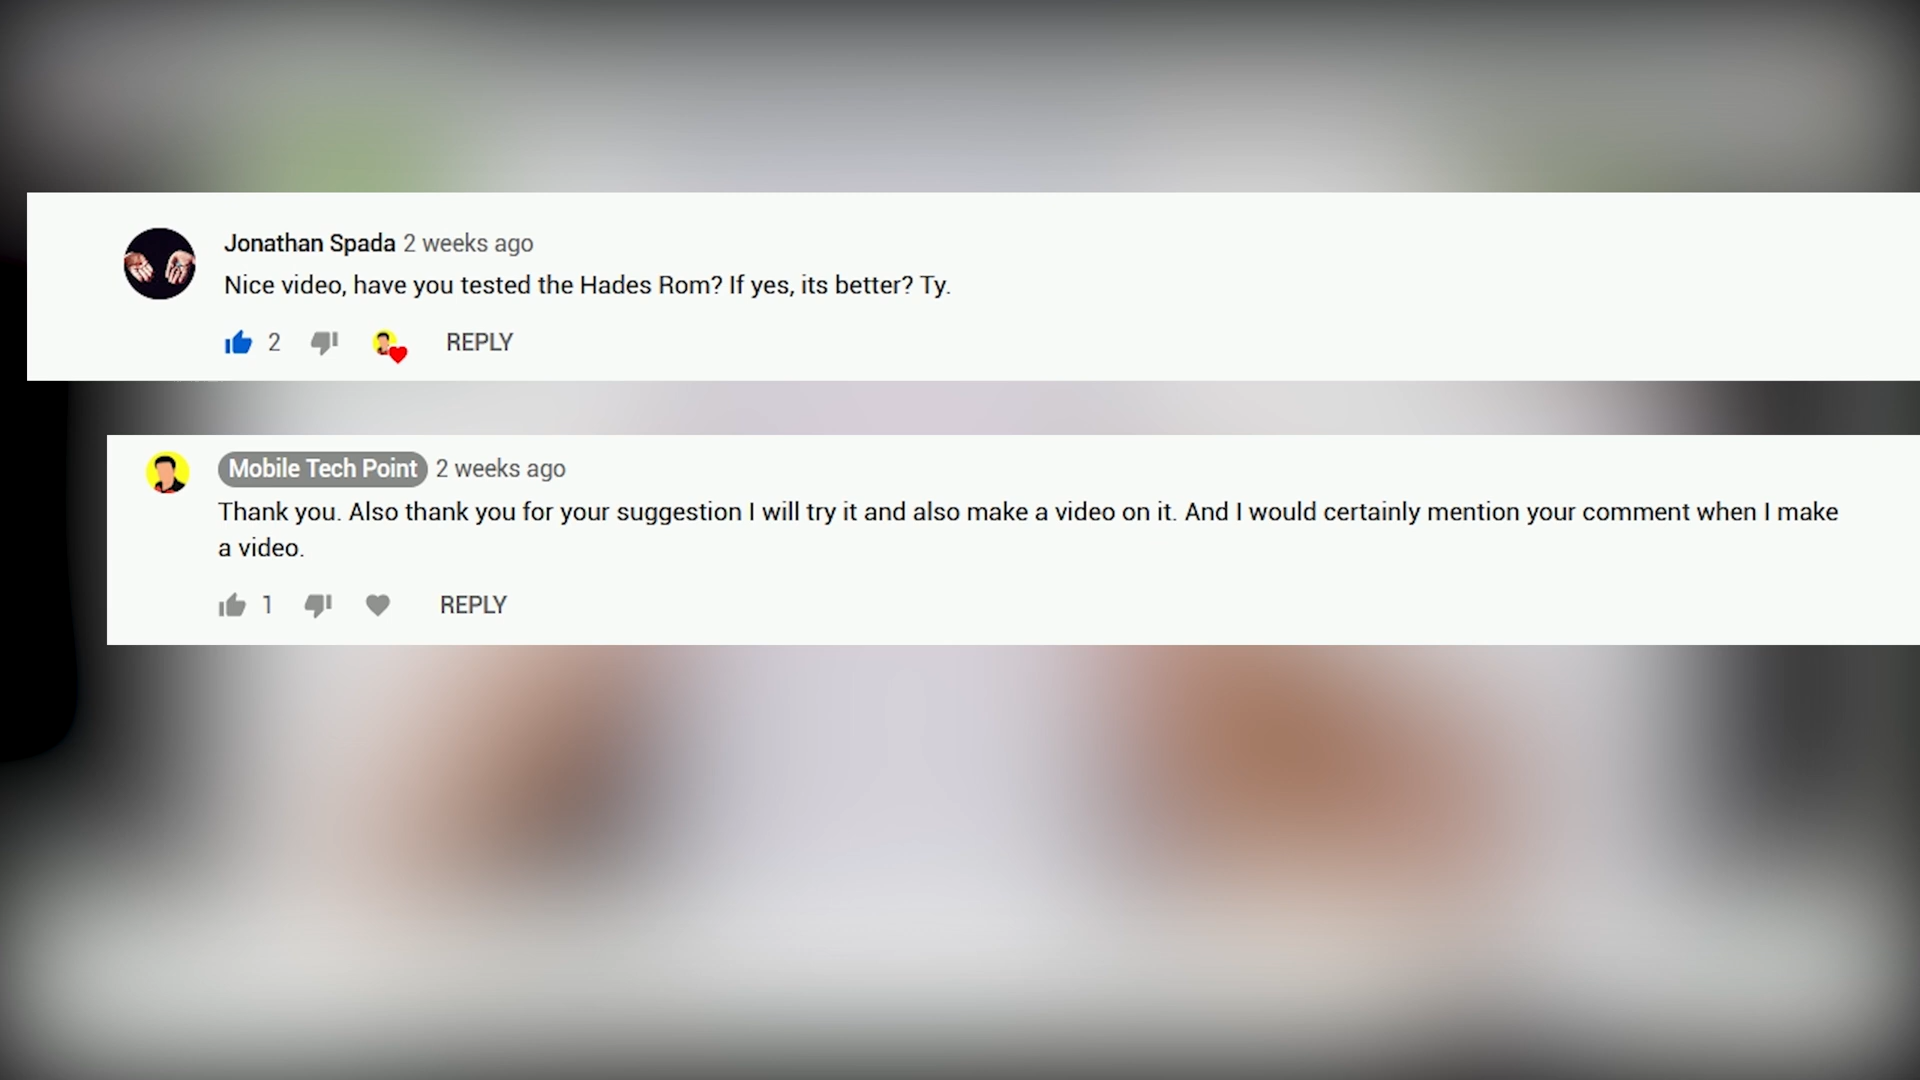 Jonathan Spada 2 weeks ago
Nice video, have you tested the Hades Rom? If yes, its better? Ty.
2 REPLY
Mobile Tech Point 2 weeks ago
Thank you. Also thank you for your suggestion I will try it and also make a video on it. And I would certainly mention your comment when I make
a video.
1 REPLY